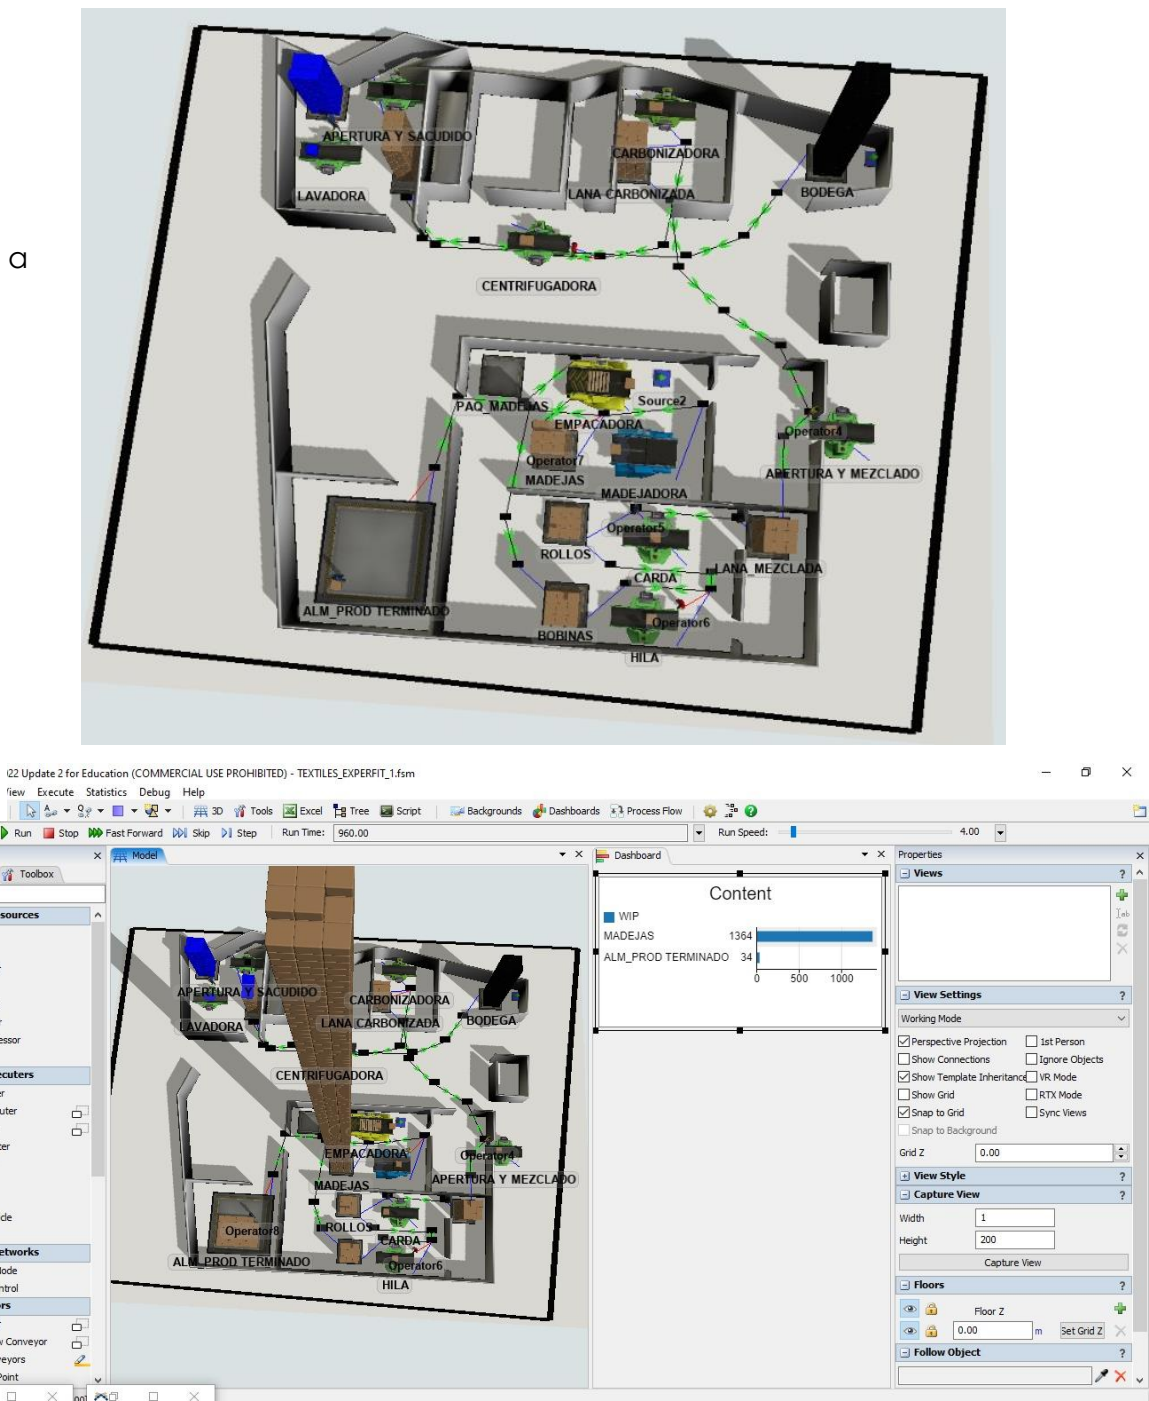 a
APERTURA Y SACUDIDO
CARBONIZADORA
LAVADORA
LANA CARBONIZADA
BODEGA
CENTRIFUGADORA
PAQ_MADEJAS
Source2
EMPACADORA
Operator4
Operator7
MADEJAS
APERTURA Y MEZCLADO
MADEJADORA
Operator5
ROLLOS
LANA_MEZCLADA
CARDA
ALM_PROD TERMINADO
Operator6
BOBINAS
HILA
022 Update 2 for Education (COMMERCIAL USE PROHIBITED) - TEXTILES_EXPERFIT_1.fsm
View Execute Statistics Debug Help
3D Tools Excel Tree Script Backgrounds Dashboards Process Flow
Run Stop Fast Forward Skip Step Run Time: 960.00 Run Speed: 4.00
Model
Dashboard
Properties
Toolbox
Views
Content
WIP
MADEJAS 1364
ALM_PROD TERMINADO 34
0 500 1000
APERTURA Y SACUDIDO
CARBONIZADORA
LAVADORA
LANA CARBONIZADA
BODEGA
CENTRIFUGADORA
EMPACADORA
Operator4
MADEJAS
APERTURA Y MEZCLADO
Operator8
ROLLOS
CARDA
ALM_PROD TERMINADO
Operator6
HILA
View Settings
Working Mode
Perspective Projection 1st Person
Show Connections Ignore Objects
Show Template Inheritance VR Mode
Show Grid RTX Mode
Snap to Grid Sync Views
Snap to Background
Grid Z 0.00
View Style
Capture View
Width 1
Height 200
Capture View
Floors
Floor Z
0.00 m Set Grid Z
Follow Object